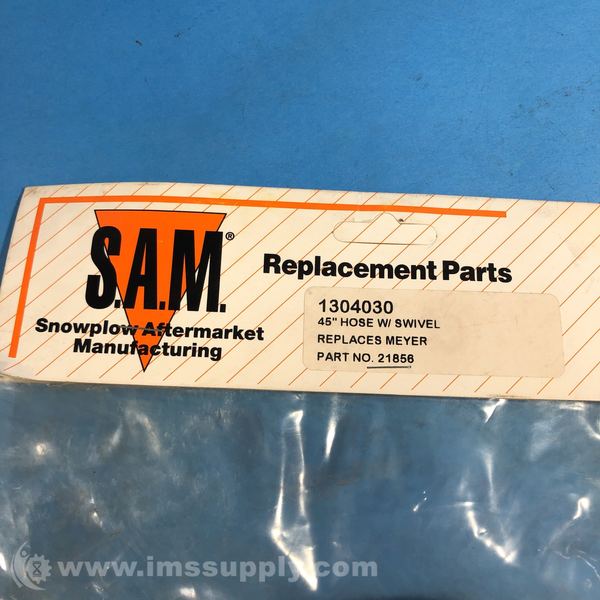 S.A.M.®
Snowplow Aftermarket
Manufacturing
Replacement Parts
1304030
45" HOSE W/ SWIVEL
REPLACES MEYER
PART NO. 21856
www.imssupply.com